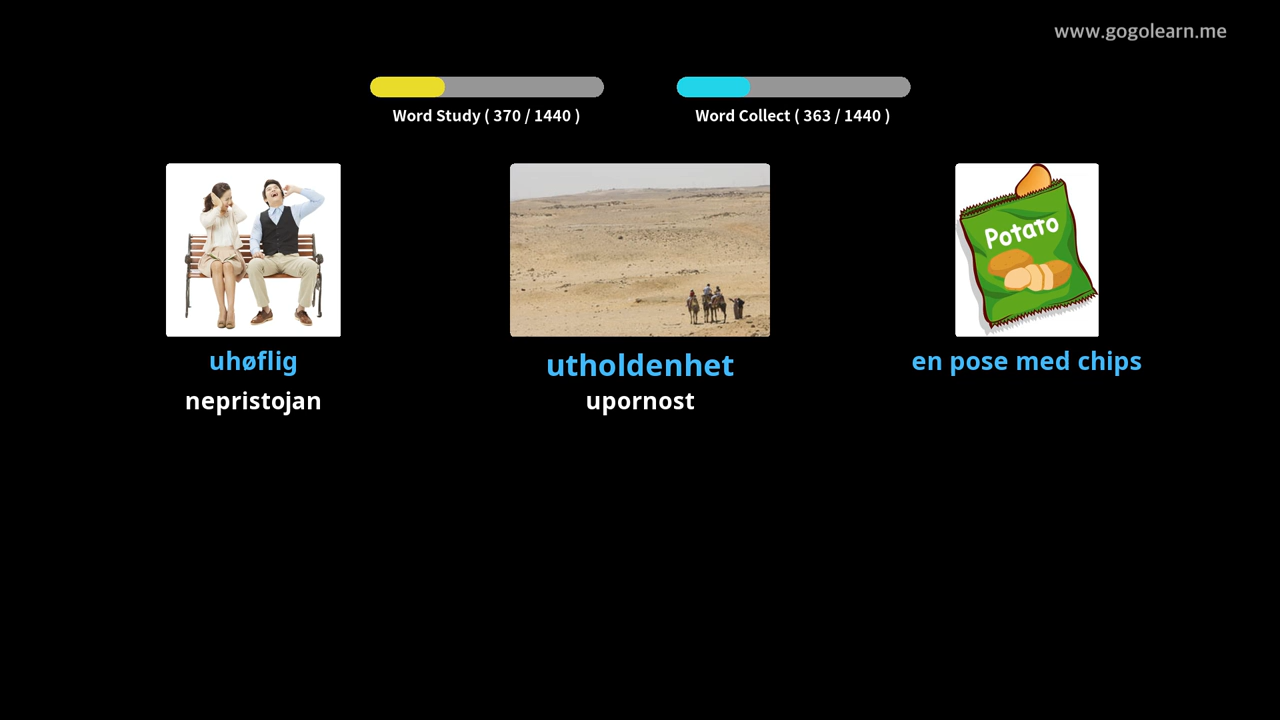 www.gogolearn.me
Word Study ( 370 / 1440 )
Word Collect ( 363 / 1440 )
Potato
uhøflig
utholdenhet
en pose med chips
nepristojan
upornost